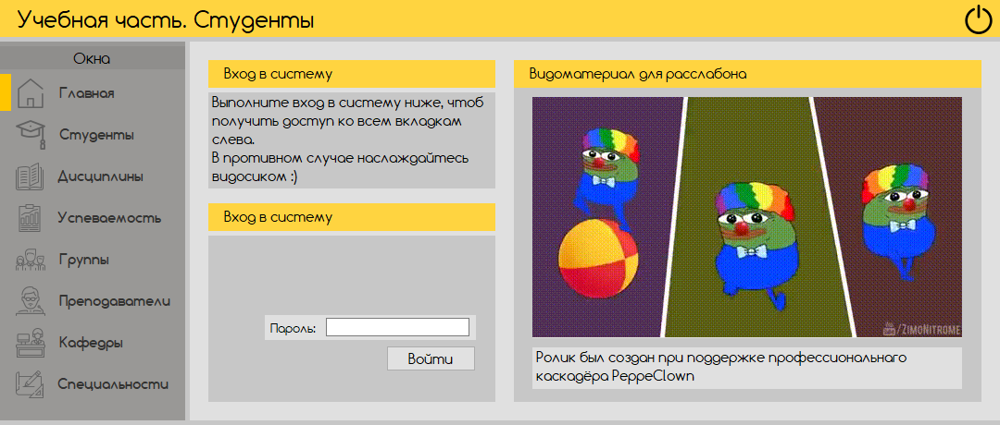 Учебная часть. Студенты
Окна
Главная
Студенты
Дисциплины
Успеваемость
Группы
Преподаватели
Кафедры
Специальности
Вход в систему
Выполните вход в систему ниже, чтоб
получить доступ ко всем вкладкам
слева.
В противном случае наслаждайтесь
видосиком :)
Вход в систему
Пароль:
Войти
Видоматериал для расслабона
/ZIMONITROME
Ролик был создан при поддержке профессиональнаго
каскадёра PeppeClown